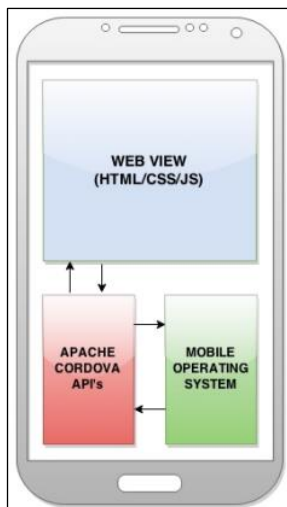 WEB VIEW
(HTML/CSS/JS)
APACHE
CORDOVA
API's
MOBILE
OPERATING
SYSTEM